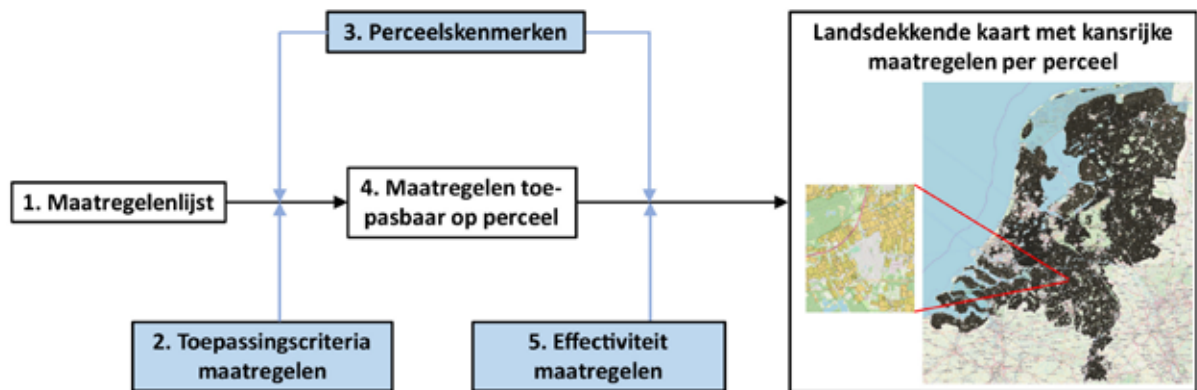 3. Perceelskenmerken
Landsdekkende kaart met kansrijke
maatregelen per perceel
1. Maatregelenlijst
4. Maatregelen toe-
pasbaar op perceel
2. Toepassingscriteria
maatregelen
5. Effectiviteit
maatregelen